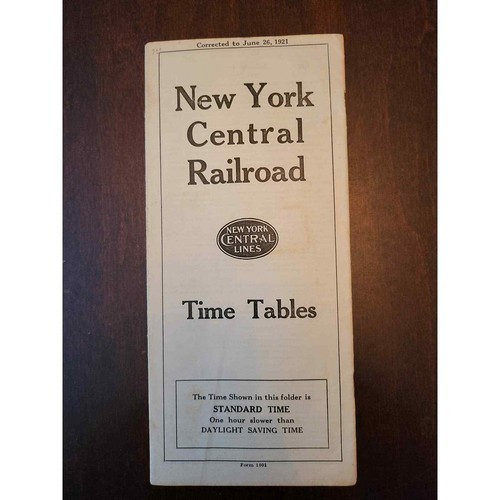 Corrected to June 26, 1921
New York
Central
Railroad
NEW YORK
CENTRAL
LINES
Time Tables
The Time Shown in this folder is
STANDARD TIME
One hour slower than
DAYLIGHT SAVING TIME
Form 1001